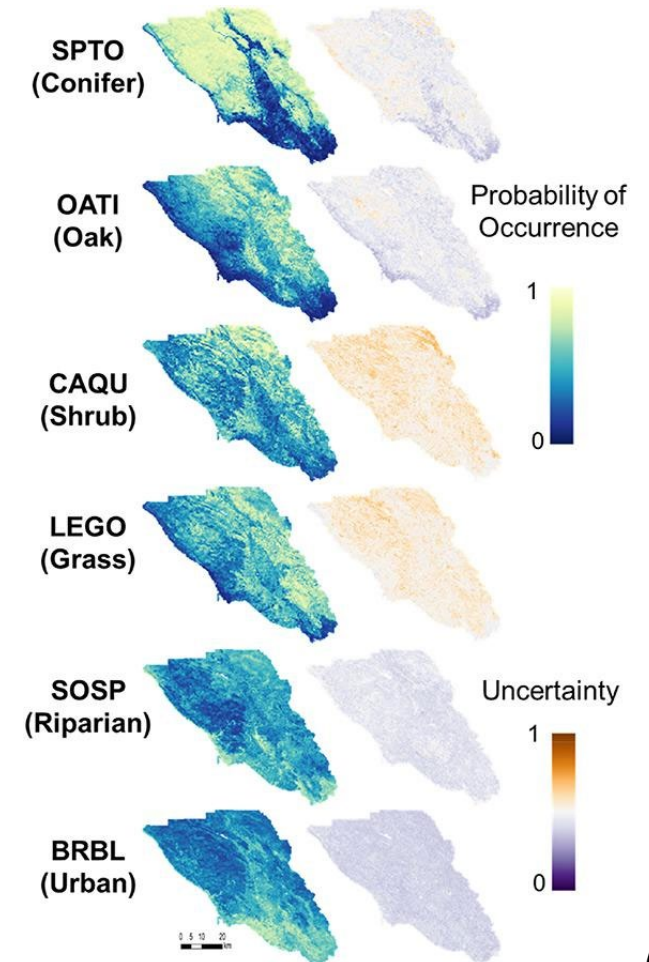 SPTO
(Conifer)
OATI
(Oak)
Probability of
Occurrence
1
0
CAQU
(Shrub)
LEGO
(Grass)
SOSP
(Riparian)
Uncertainty
1
0
BRBL
(Urban)
0 5 10 20
km